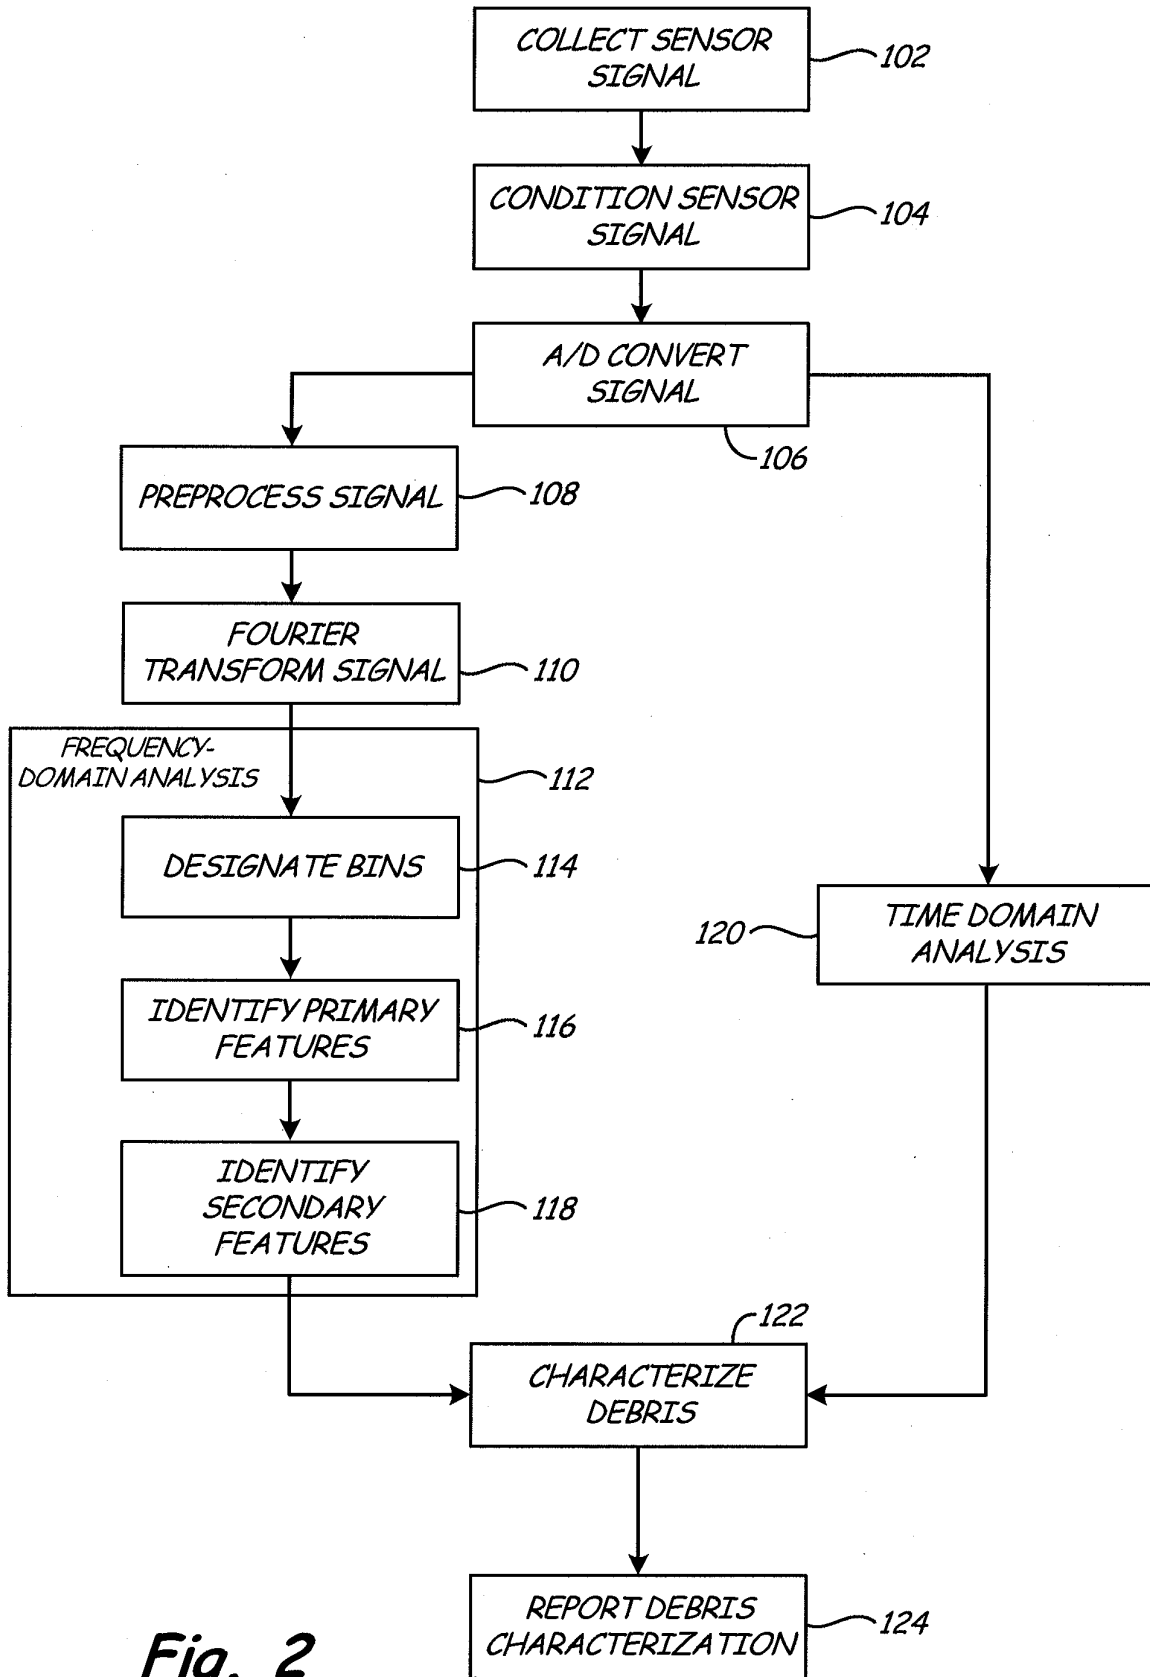 COLLECT SENSOR
SIGNAL
102
CONDITION SENSOR
SIGNAL
104
A/D CONVERT
SIGNAL
106
PREPROCESS SIGNAL
108
FOURIER
TRANSFORM SIGNAL
110
FREQUENCY-
DOMAIN ANALYSIS
112
DESIGNATE BINS
114
IDENTIFY PRIMARY
FEATURES
116
IDENTIFY
SECONDARY
FEATURES
118
120
TIME DOMAIN
ANALYSIS
122
CHARACTERIZE
DEBRIS
REPORT DEBRIS
CHARACTERIZATION
124
Fig. 2